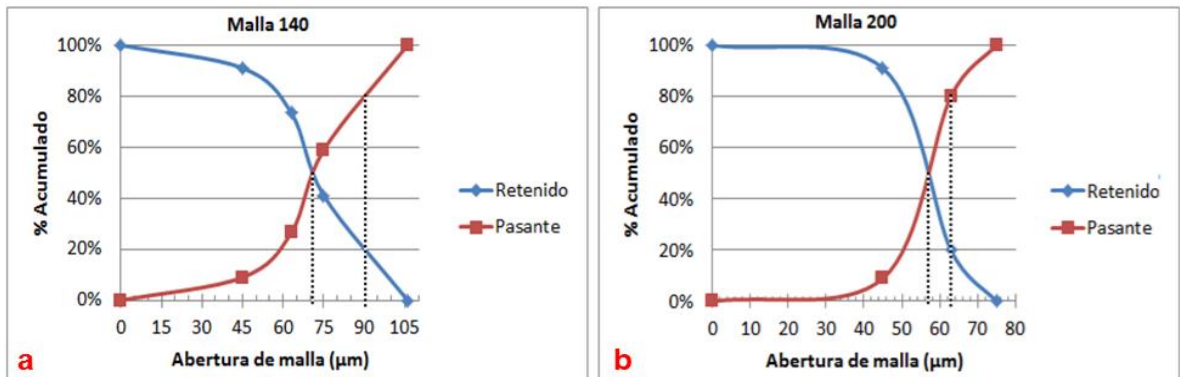 Malla 140
100%
80%
60%
40%
20%
0%
% Acumulado
0 15 30 45 60 75 90 105
Abertura de malla (µm)
Retenido
Pasante
a
Malla 200
100%
80%
60%
40%
20%
0%
% Acumulado
0 10 20 30 40 50 60 70 80
Abertura de malla (µm)
Retenido
Pasante
b